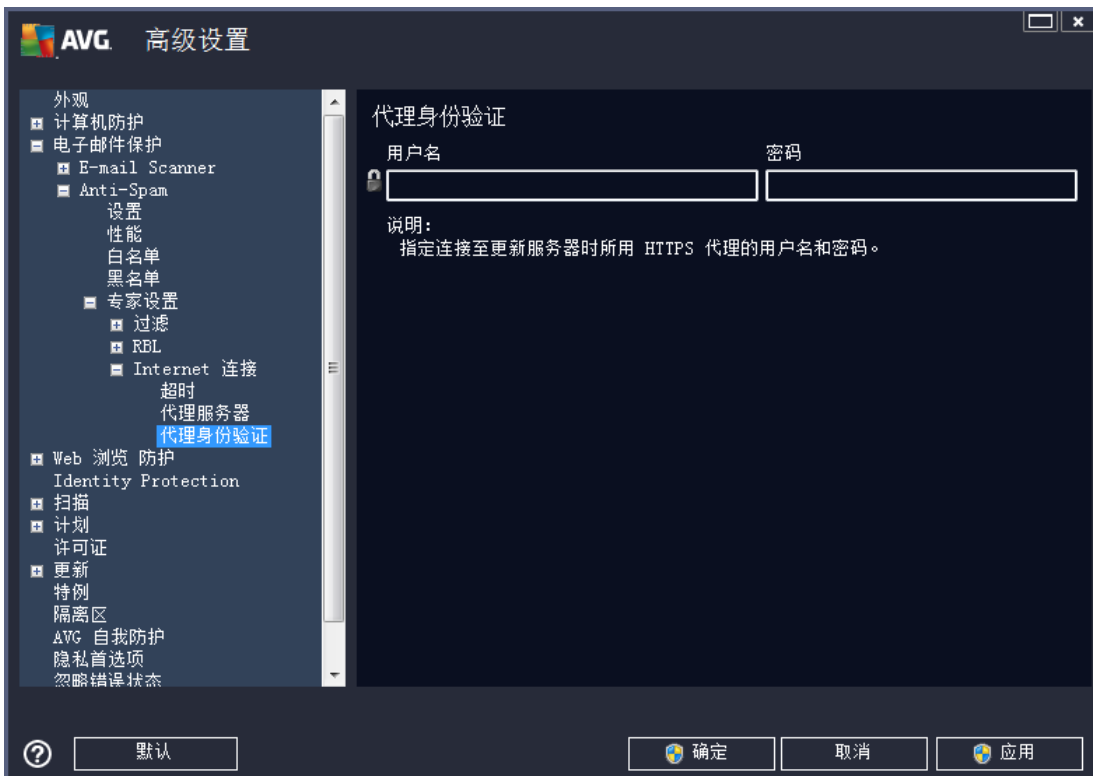 AVG. 高级设置
外观
计算机防护
电子邮件保护
E-mail Scanner
Anti-Spam
设置
性能
白名单
黑名单
专家设置
过滤
RBL
Internet 连接
超时
代理服务器
代理身份验证
Web 浏览 防护
Identity Protection
扫描
计划
许可证
更新
特例
隔离区
AVG 自我防护
隐私首选项
忽略错误状态
代理身份验证
用户名 密码
说明:
指定连接至更新服务器时所用 HTTPS 代理的用户名和密码。
默认 确定 取消 应用